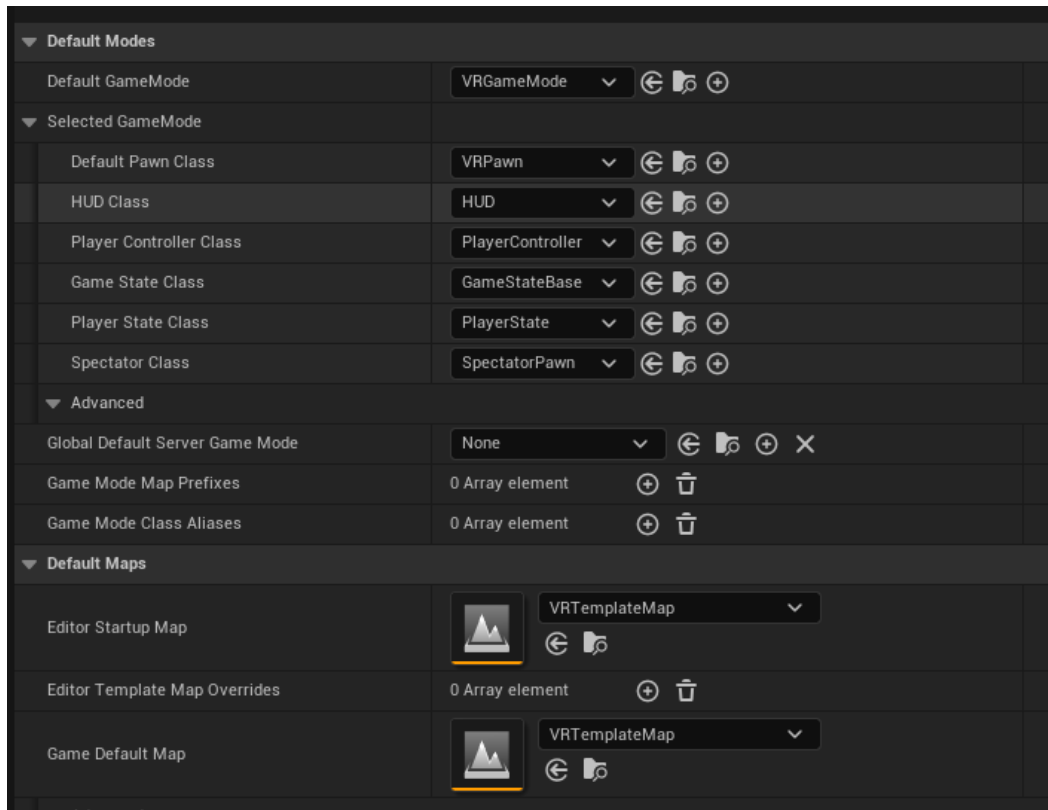 Default Modes
Default GameMode VRGameMode
Selected GameMode
Default Pawn Class VRPawn
HUD Class HUD
Player Controller Class PlayerController
Game State Class GameStateBase
Player State Class PlayerState
Spectator Class SpectatorPawn
Advanced
Global Default Server Game Mode None
Game Mode Map Prefixes 0 Array element
Game Mode Class Aliases 0 Array element
Default Maps
Editor Startup Map VRTemplateMap
Editor Template Map Overrides 0 Array element
Game Default Map VRTemplateMap